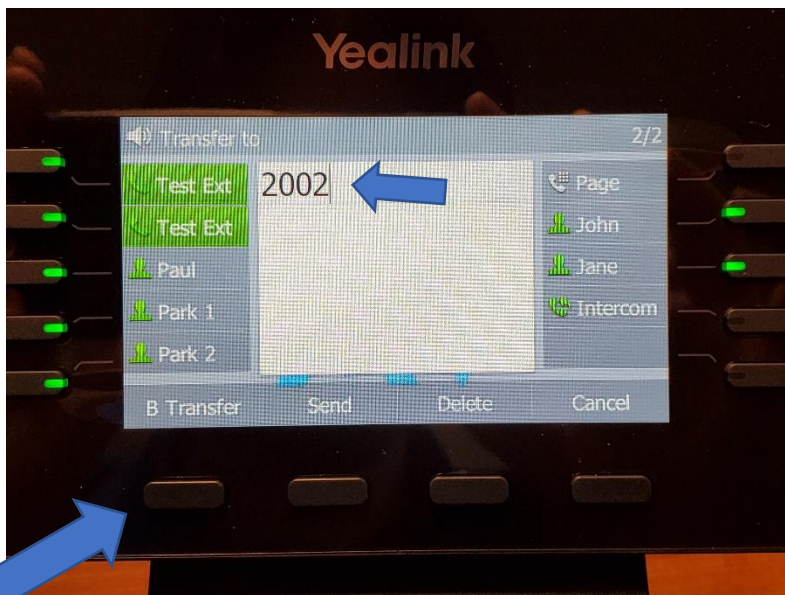 Yealink
Transfer to 2/2
Test Ext
2002
Page
Test Ext
John
Paul
Jane
Park 1
Intercom
Park 2
B Transfer Send Delete Cancel